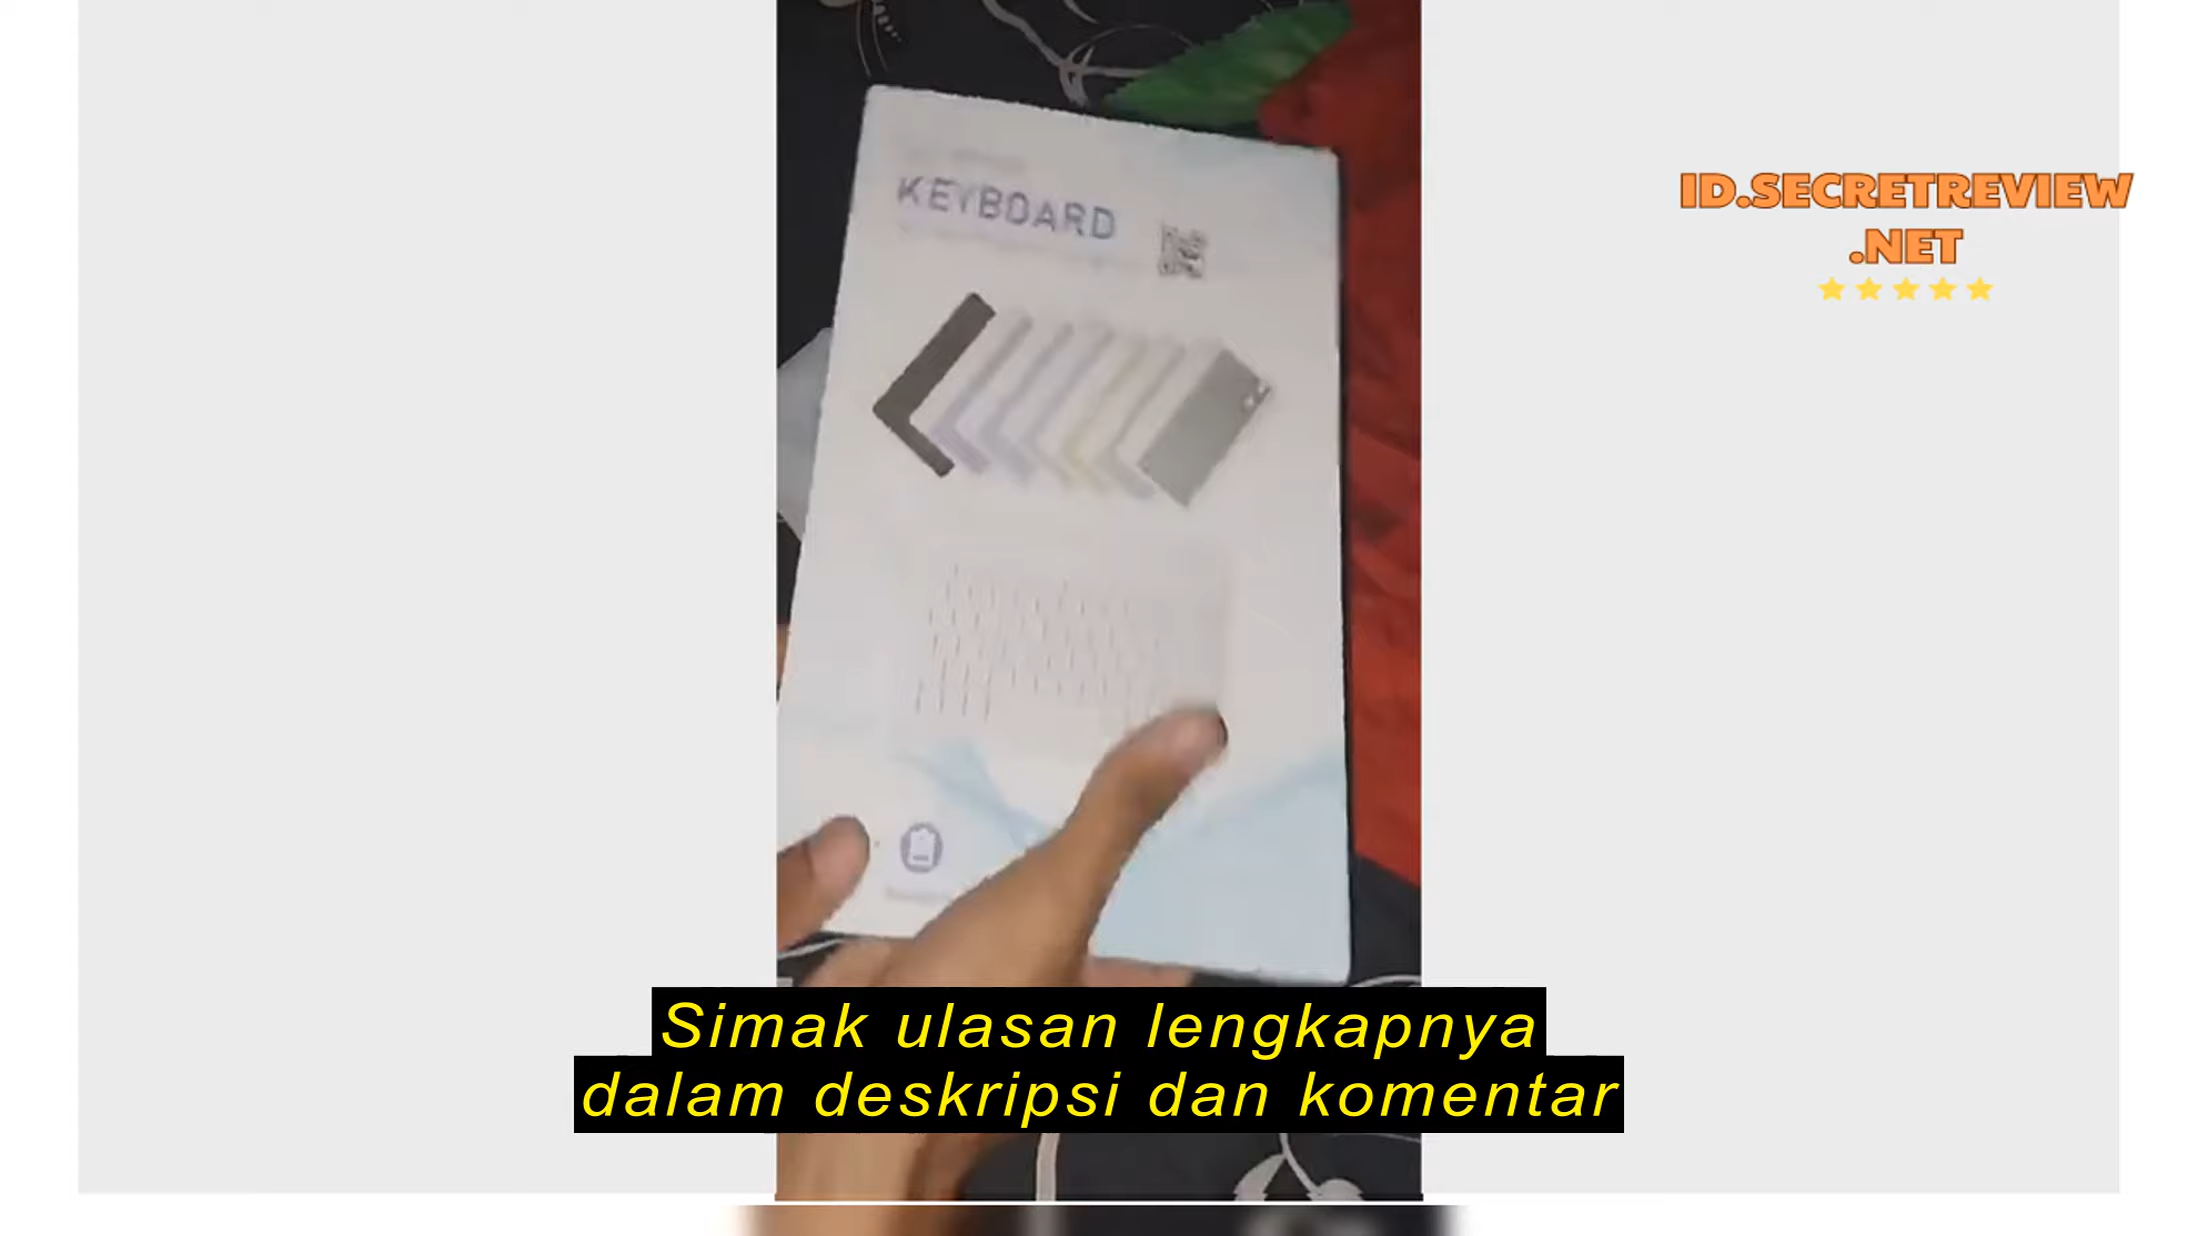 KEYBOARD
ID.SECRETREVIEW
.NET
Simak ulasan lengkapnya
dalam deskripsi dan komentar